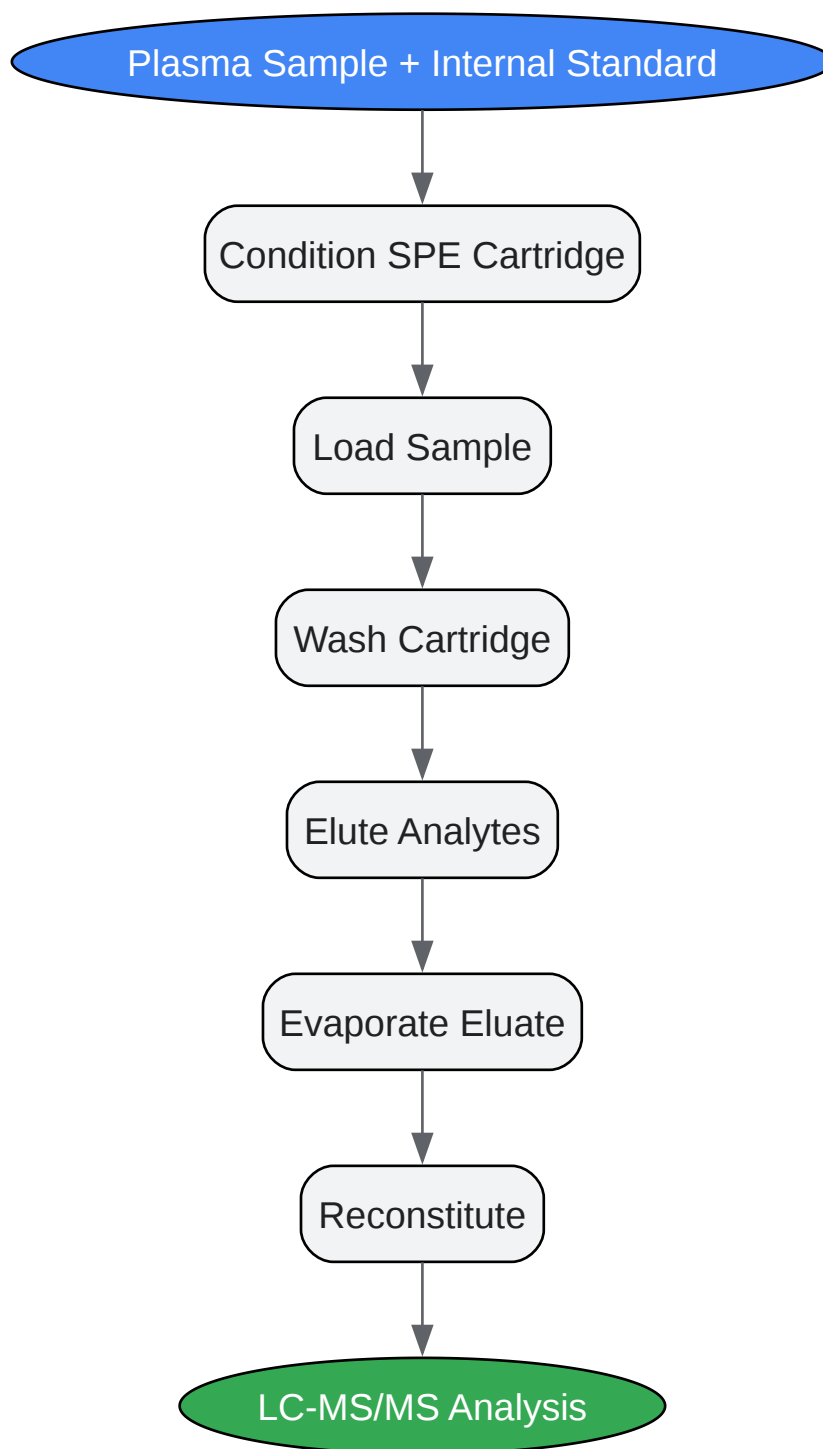 Plasma Sample + Internal Standard
Condition SPE Cartridge
Load Sample
Wash Cartridge
Elute Analytes
Evaporate Eluate
Reconstitute
LC-MS/MS Analysis